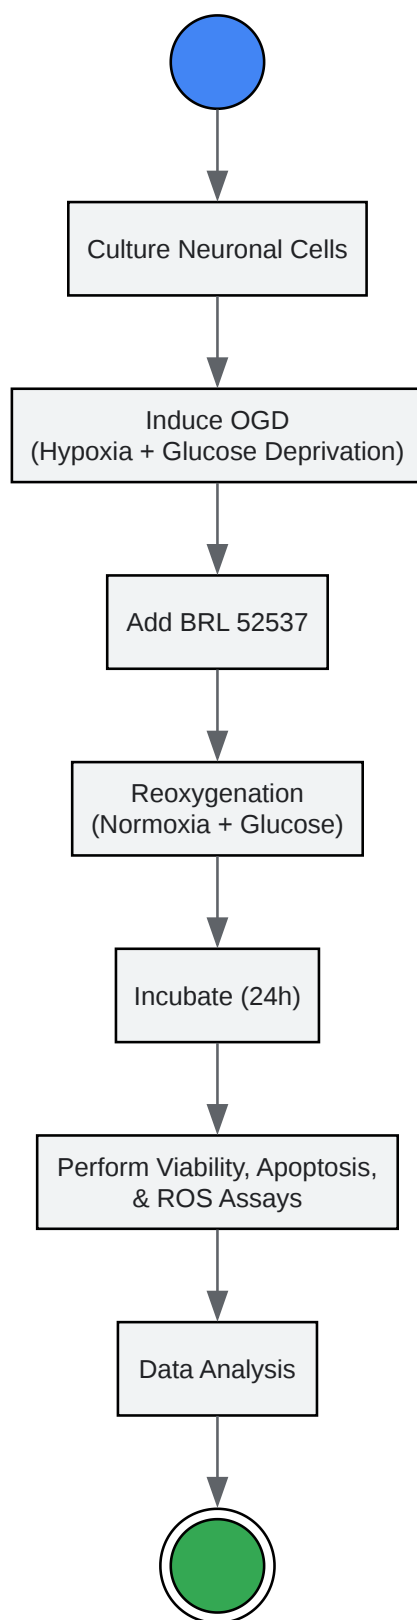 Culture Neuronal Cells
Induce OGD
(Hypoxia + Glucose Deprivation)
Add BRL 52537
Reoxygenation
(Normoxia + Glucose)
Incubate (24h)
Perform Viability, Apoptosis,
& ROS Assays
Data Analysis